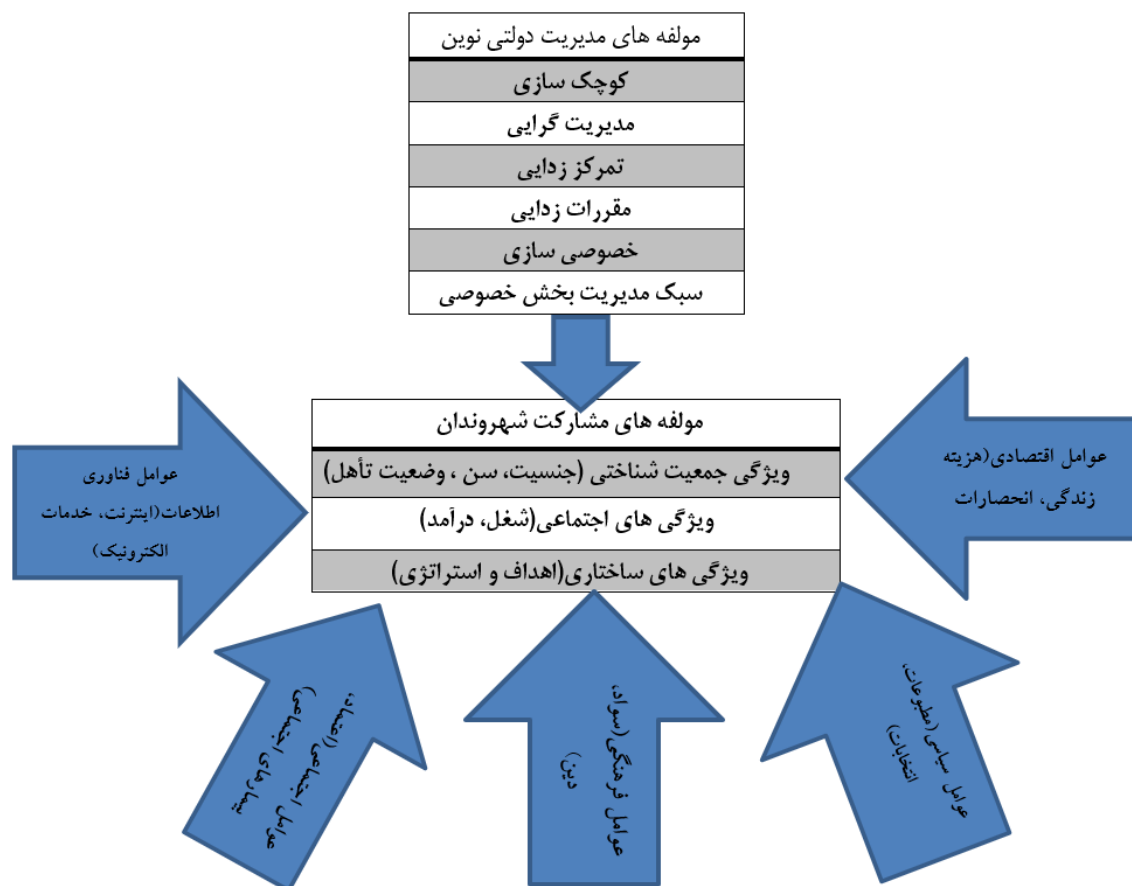 مولفه های مدیریت دولتی نوین
کوچک سازی
مدیریت گرایی
تمرکز زدایی
مقررات زدایی
خصوصی سازی
سبک مدیریت بخش خصوصی
مولفه های مشارکت شهروندان
ویژگی جمعیت شناختی (جنسیت، سن ، وضعیت تأهل)
ویژگی های اجتماعی(شغل، درآمد)
ویژگی های ساختاری(اهداف و استراتژی)
عوامل اقتصادی(هزیته
زندگی، انحصارات
عوامل فناوری
اطلاعات(اینترنت، خدمات
الکترونیک)
عوامل سیاسی(مطبوعات،
انتخابات)
عوامل فرهنگی(سواد،
دین)
عوامل اجتماعی(اعتماد،
بیمارهای اجتماعی)